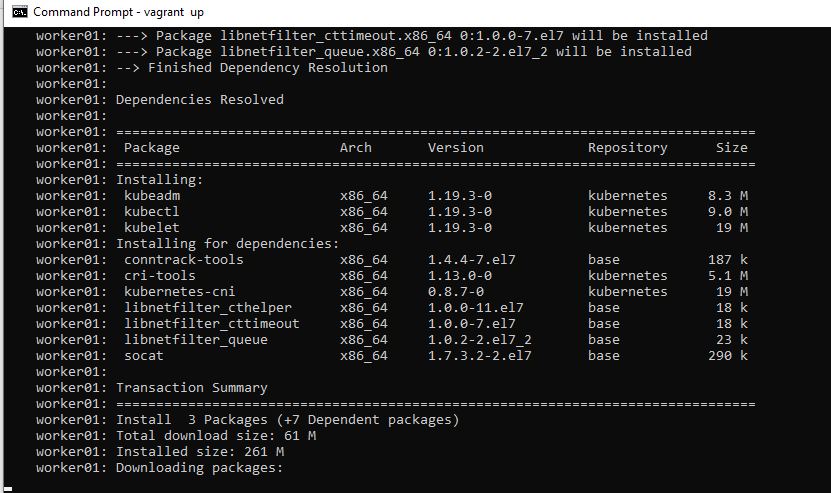 Command Prompt - vagrant up
worker01: ---> Package libnetfilter_cttimeout.x86_64 0:1.0.0-7.el7 will be installed
worker01: ---> Package libnetfilter_queue.x86_64 0:1.0.2-2.el7_2 will be installed
worker01: --> Finished Dependency Resolution
worker01:
worker01: Dependencies Resolved
worker01:
worker01: ================================================================================
worker01:  Package                    Arch       Version             Repository      Size
worker01: ================================================================================
worker01: Installing:
worker01:  kubeadm                    x86_64     1.19.3-0            kubernetes     8.3 M
worker01:  kubectl                    x86_64     1.19.3-0            kubernetes     9.0 M
worker01:  kubelet                    x86_64     1.19.3-0            kubernetes      19 M
worker01: Installing for dependencies:
worker01:  conntrack-tools            x86_64     1.4.4-7.el7         base           187 k
worker01:  cri-tools                  x86_64     1.13.0-0            kubernetes     5.1 M
worker01:  kubernetes-cni             x86_64     0.8.7-0             kubernetes      19 M
worker01:  libnetfilter_cthelper      x86_64     1.0.0-11.el7        base            18 k
worker01:  libnetfilter_cttimeout     x86_64     1.0.0-7.el7         base            18 k
worker01:  libnetfilter_queue         x86_64     1.0.2-2.el7_2       base            23 k
worker01:  socat                      x86_64     1.7.3.2-2.el7       base           290 k
worker01:
worker01: Transaction Summary
worker01: ================================================================================
worker01: Install  3 Packages (+7 Dependent packages)
worker01: Total download size: 61 M
worker01: Installed size: 261 M
worker01: Downloading packages: